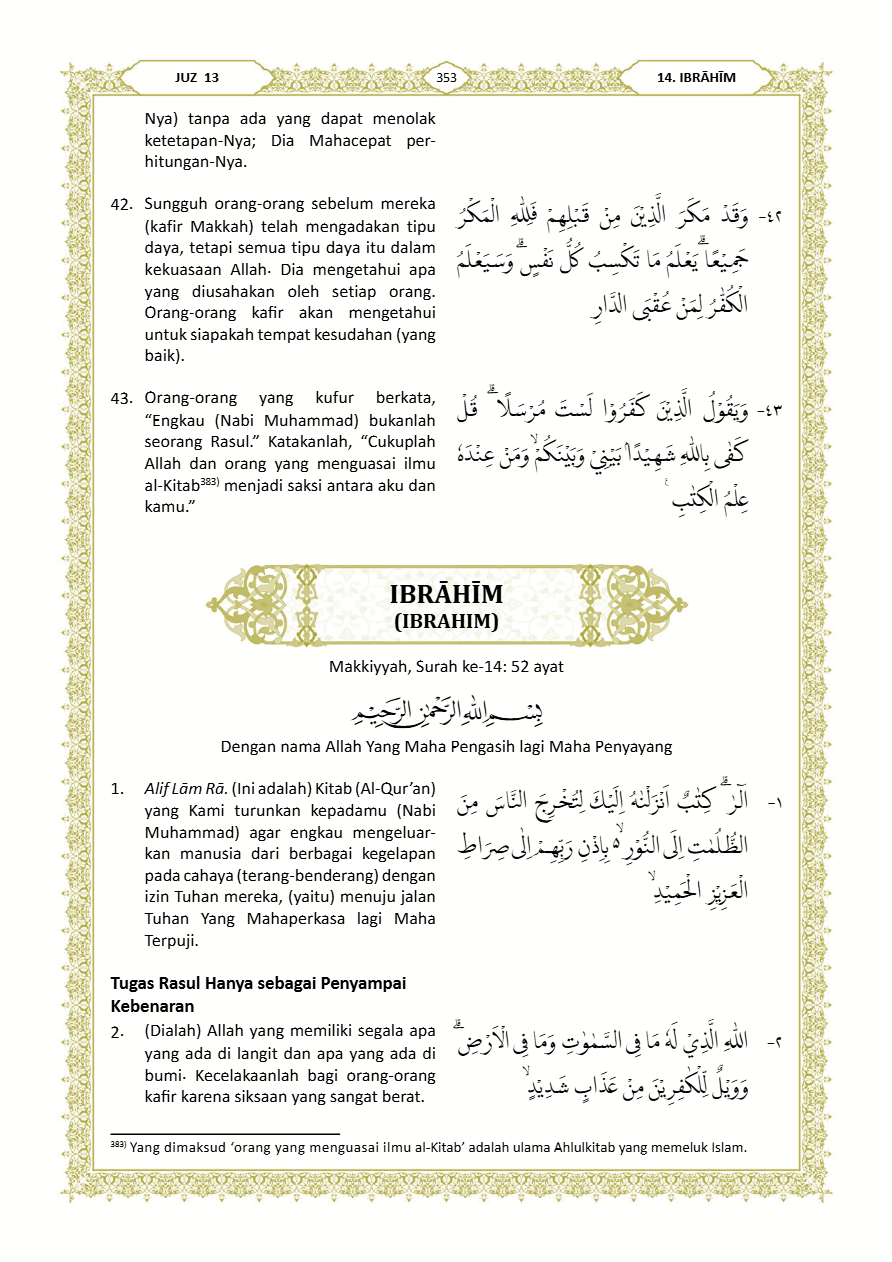 JUZ 13
353
14. IBRĀHĪM
Nya) tanpa ada yang dapat menolak
ketetapan-Nya; Dia Mahacepat per-
hitungan-Nya.
42. Sungguh orang-orang sebelum mereka
(kafir Makkah) telah mengadakan tipu
daya, tetapi semua tipu daya itu dalam
kekuasaan Allah. Dia mengetahui apa
yang diusahakan oleh setiap orang.
Orang-orang kafir akan mengetahui
untuk siapakah tempat kesudahan (yang
baik).
٤٢- وَقَدْ مَكَرَ الَّذِيْنَ مِنْ قَبْلِهِمْ فَلِلّٰهِ الْمَكْرُ
جَمِيْعًاۗ يَعْلَمُ مَا تَكْسِبُ كُلُّ نَفْسٍۗ وَسَيَعْلَمُ
الْكُفّٰرُ لِمَنْ عُقْبَى الدَّارِ
43. Orang-orang yang kufur berkata,
“Engkau (Nabi Muhammad) bukanlah
seorang Rasul.” Katakanlah, “Cukuplah
Allah dan orang yang menguasai ilmu
al-Kitab³⁸³⁾ menjadi saksi antara aku dan
kamu.”
٤٣- وَيَقُوْلُ الَّذِيْنَ كَفَرُوْا لَسْتَ مُرْسَلًاۗ قُلْ
كَفٰى بِاللّٰهِ شَهِيْدًاۢ بَيْنِيْ وَبَيْنَكُمْۙ وَمَنْ عِنْدَهٗ
عِلْمُ الْكِتٰبِ ࣖ
IBRĀHĪM
(IBRAHIM)
Makkiyyah, Surah ke-14: 52 ayat
بِسْمِ اللّٰهِ الرَّحْمٰنِ الرَّحِيْمِ
Dengan nama Allah Yang Maha Pengasih lagi Maha Penyayang
1. Alif Lām Rā. (Ini adalah) Kitab (Al-Qur’an)
yang Kami turunkan kepadamu (Nabi
Muhammad) agar engkau mengeluar-
kan manusia dari berbagai kegelapan
pada cahaya (terang-benderang) dengan
izin Tuhan mereka, (yaitu) menuju jalan
Tuhan Yang Mahaperkasa lagi Maha
Terpuji.
١- الٓرٰۗ كِتٰبٌ اَنْزَلْنٰهُ اِلَيْكَ لِتُخْرِجَ النَّاسَ مِنَ
الظُّلُمٰتِ اِلَى النُّوْرِ ەۙ بِاِذْنِ رَبِّهِمْ اِلٰى صِرَاطِ
الْعَزِيْزِ الْحَمِيْدِۙ
Tugas Rasul Hanya sebagai Penyampai
Kebenaran
2. (Dialah) Allah yang memiliki segala apa
yang ada di langit dan apa yang ada di
bumi. Kecelakaanlah bagi orang-orang
kafir karena siksaan yang sangat berat.
٢- اللّٰهِ الَّذِيْ لَهٗ مَا فِى السَّمٰوٰتِ وَمَا فِى الْاَرْضِۗ
وَوَيْلٌ لِّلْكٰفِرِيْنَ مِنْ عَذَابٍ شَدِيْدٍۙ
³⁸³⁾ Yang dimaksud ‘orang yang menguasai ilmu al-Kitab’ adalah ulama Ahlulkitab yang memeluk Islam.